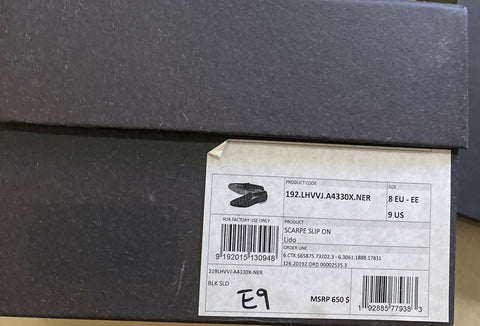 PRODUCT CODE
192.LHVVJ.A4330X.NER
SIZE
8 EU - EE
9 US
FOR FACTORY USE ONLY
9 192015 130948
PRODUCT
SCARPE SLIP ON
Lido
ORDER LINE
6.CTX.56S875.73202.3 - 6.3061.1888.17831
126.20192 ORD.00002535.3
219LHVVJ-A4330X-NER
BLK SLD
E9
MSRP 650 $
1 92885 77938 3